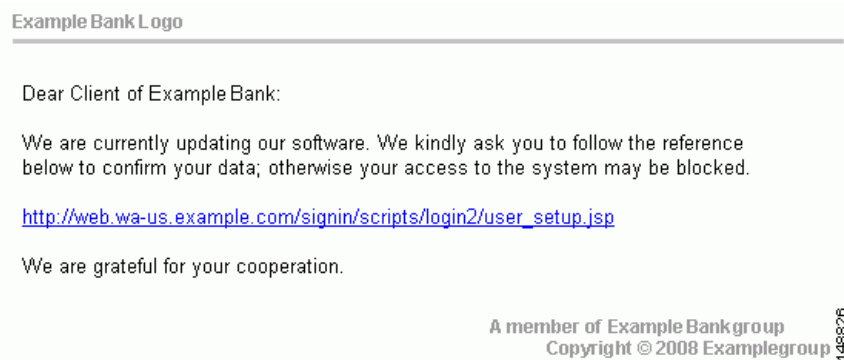 Example Bank Logo
Dear Client of Example Bank:
We are currently updating our software. We kindly ask you to follow the reference
below to confirm your data; otherwise your access to the system may be blocked.
http://web.wa-us.example.com/signin/scripts/login2/user_setup.jsp
We are grateful for your cooperation.
A member of Example Bankgroup
Copyright © 2008 Examplegroup
148826